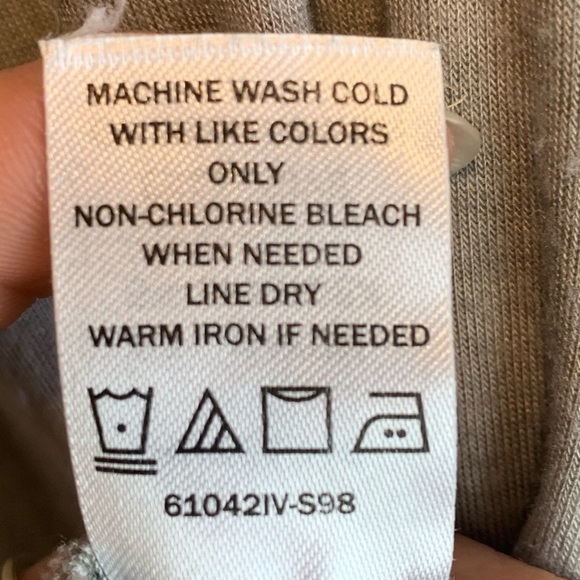 MACHINE WASH COLD
WITH LIKE COLORS
ONLY
NON-CHLORINE BLEACH
WHEN NEEDED
LINE DRY
WARM IRON IF NEEDED
61042IV-S98